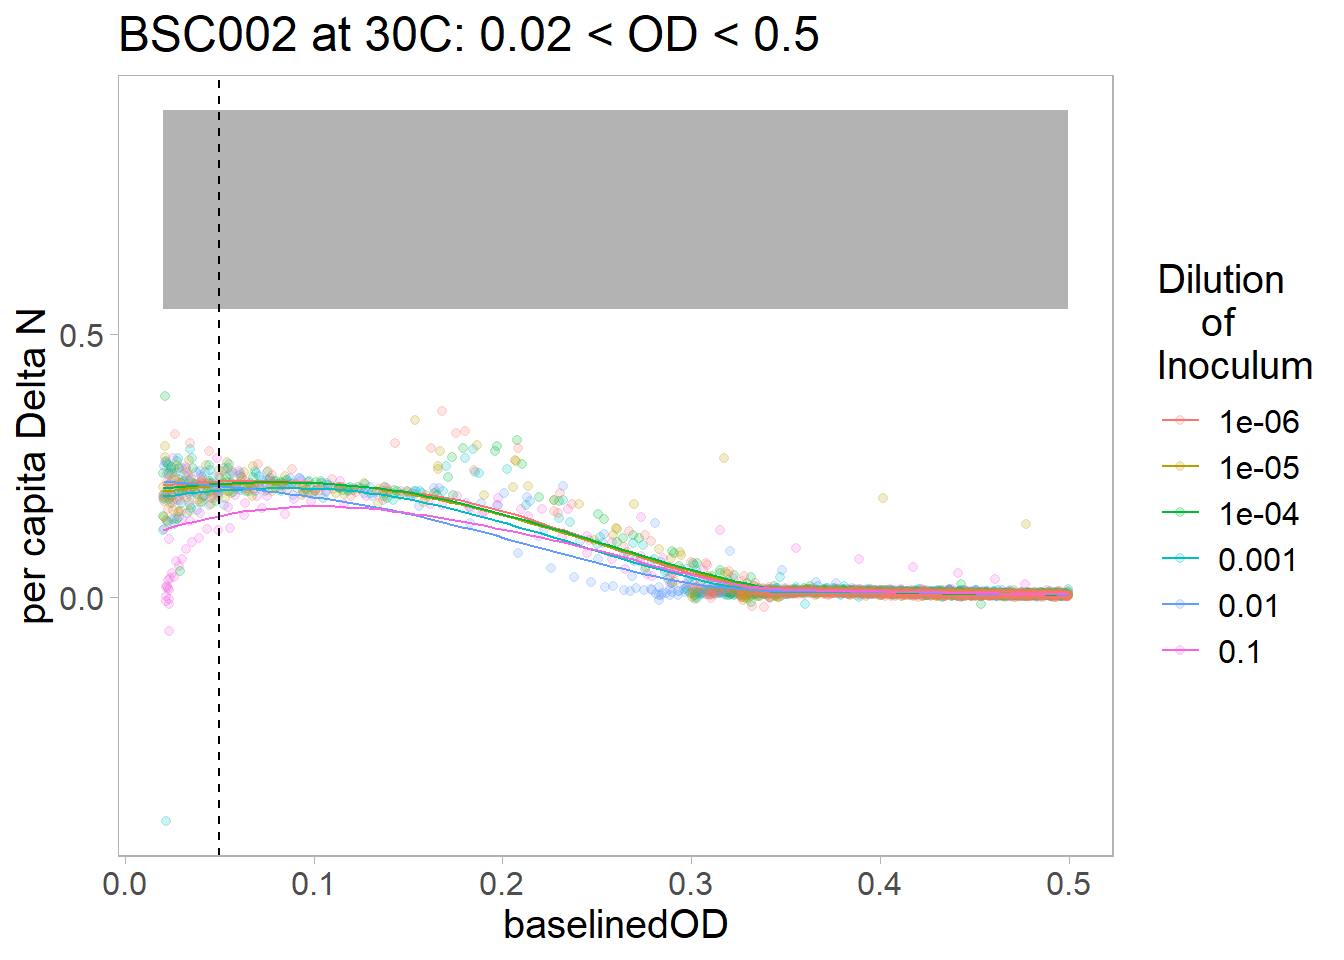 BSC002 at 30C: 0.02 < OD < 0.5
per capita Delta N
0.5
0.0
0.0
0.1
0.2
0.3
0.4
0.5
baselinedOD
Dilution
of
Inoculum
1e-06
1e-05
1e-04
0.001
0.01
0.1